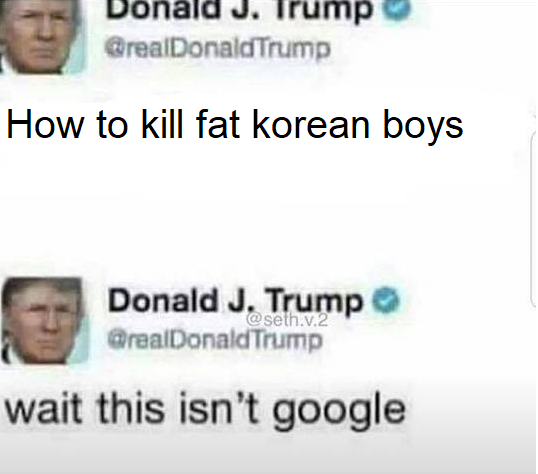 Donald J. Trump
@realDonaldTrump
How to kill fat korean boys
Donald J. Trump
@seth.v.2
@realDonaldTrump
wait this isn't google